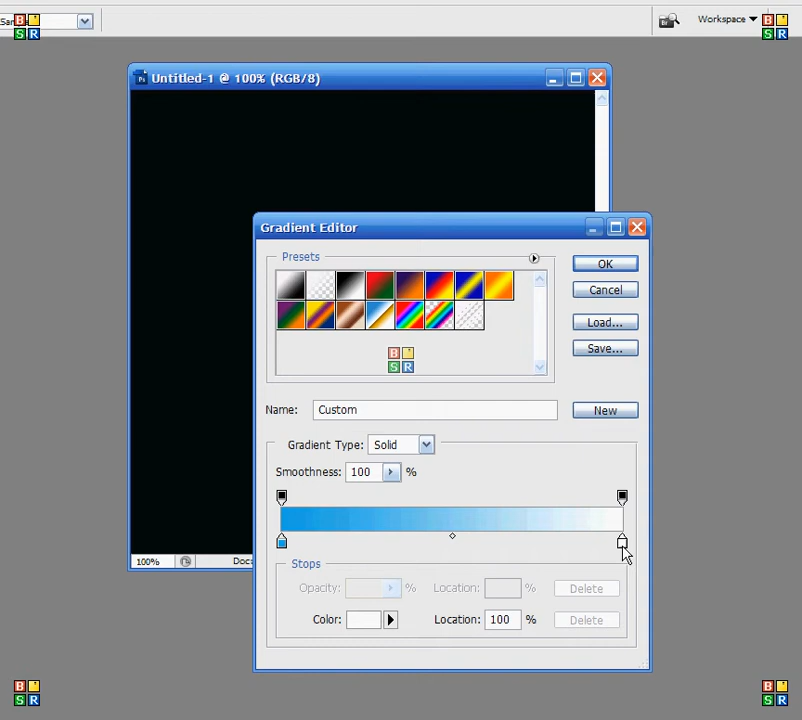 San
Workspace
B S R
B S R
Untitled-1 @ 100% (RGB/8)
Gradient Editor
Presets
OK
Cancel
Load...
Save...
B S R
Name: Custom
New
Gradient Type: Solid
Smoothness: 100 %
100% Doc:
Stops
Opacity: % Location: Delete
Color: Location: 100 % Delete
B S R
B S R